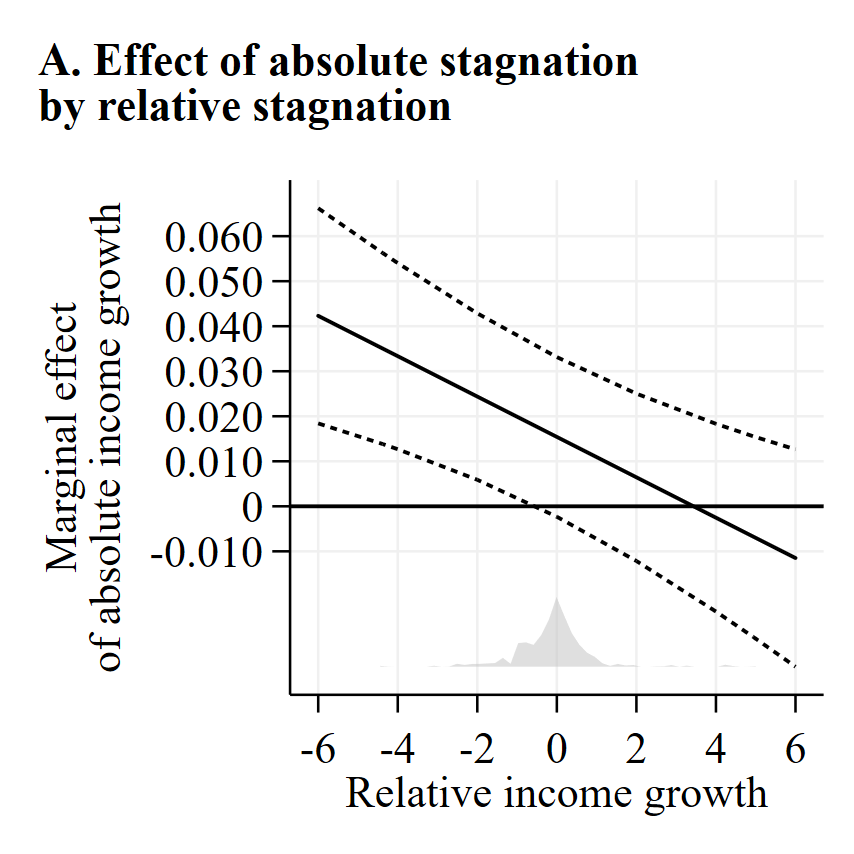 A. Effect of absolute stagnation
by relative stagnation
Marginal effect
of absolute income growth
0.060
0.050
0.040
0.030
0.020
0.010
0
-0.010
-6 -4 -2 0 2 4 6
Relative income growth